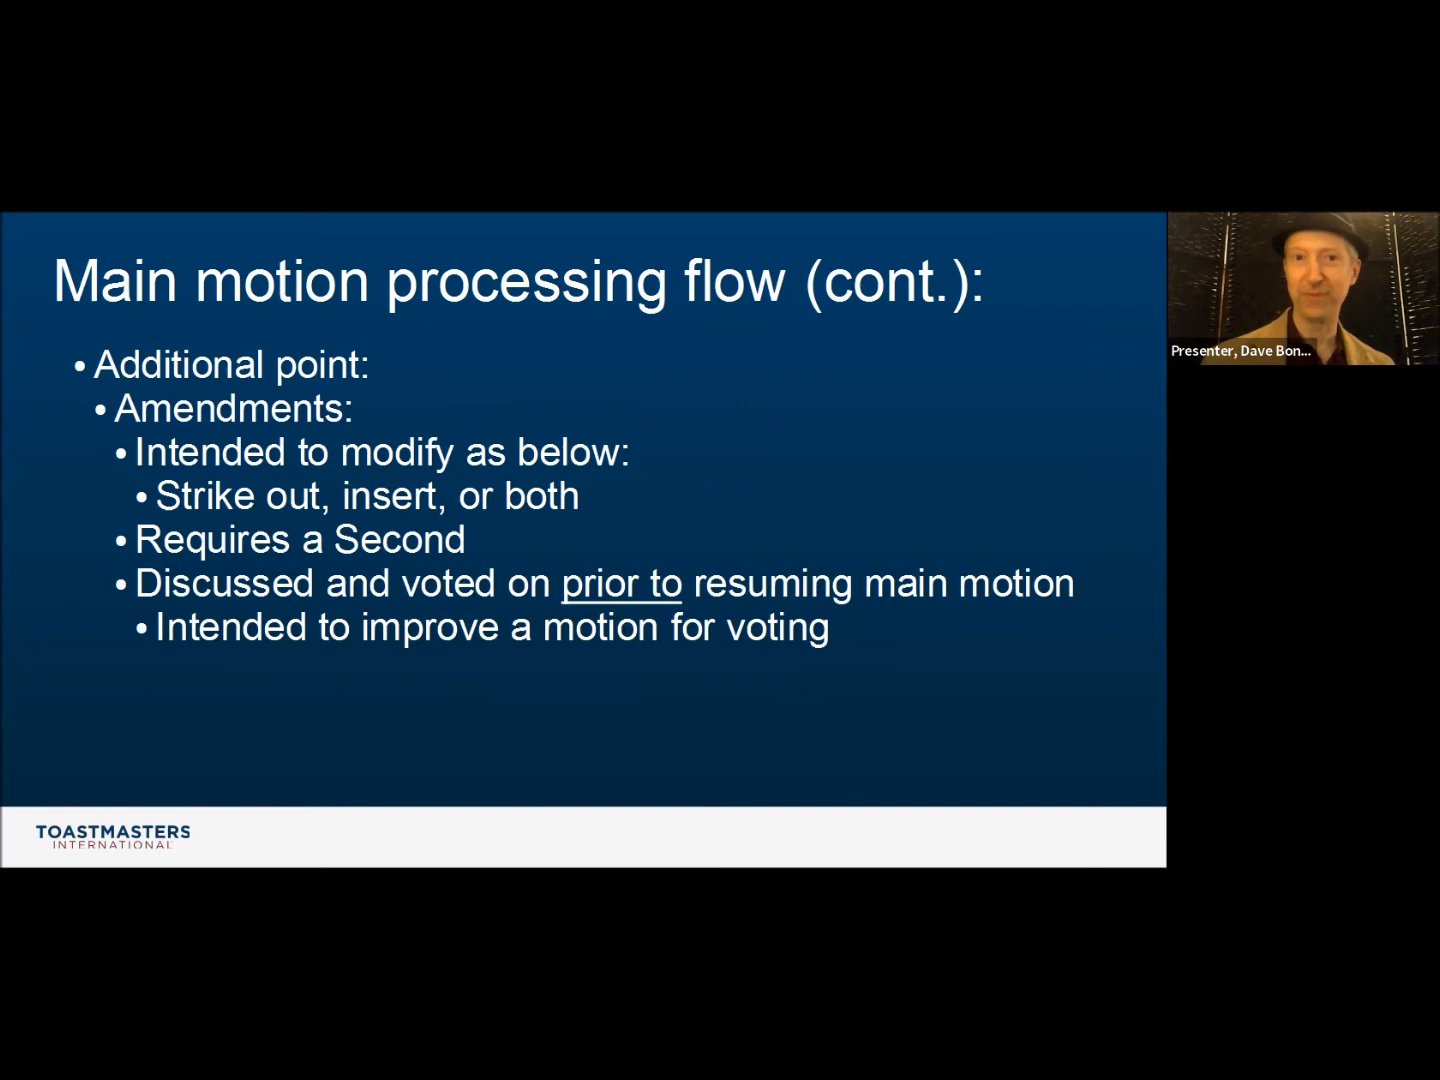 Main motion processing flow (cont.):
• Additional point:
• Amendments:
• Intended to modify as below:
• Strike out, insert, or both
• Requires a Second
• Discussed and voted on prior to resuming main motion
• Intended to improve a motion for voting
Presenter, Dave Bon...
TOASTMASTERS
INTERNATIONAL